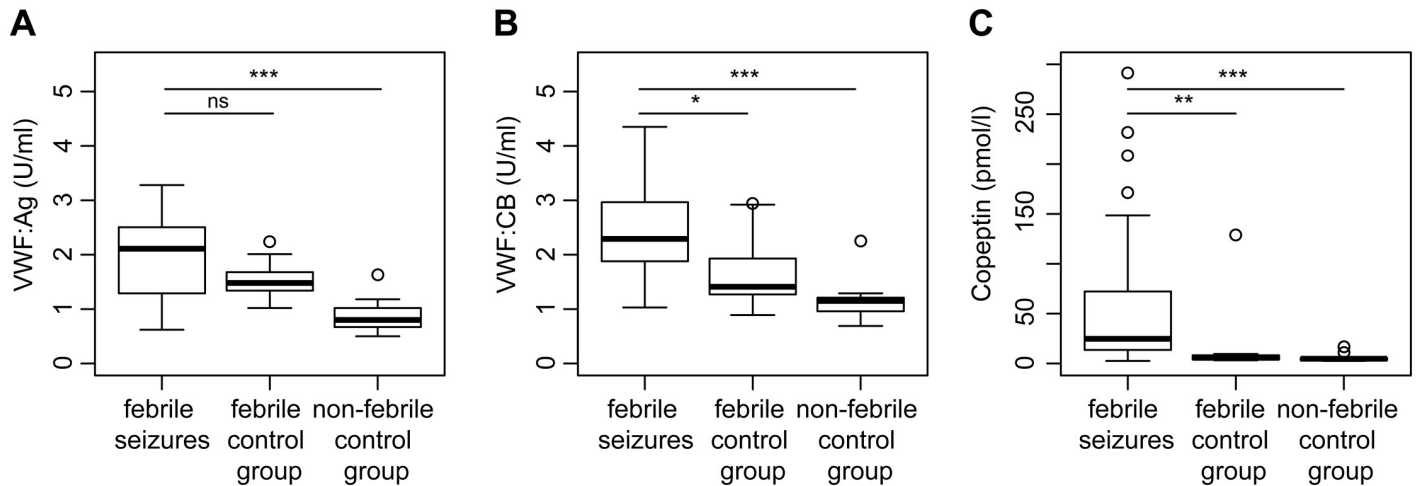 A
VWF:Ag (U/ml)
5
4
3
2
1
0
***
ns
febrile
seizures
febrile
control
group
non-febrile
control
group
B
VWF:CB (U/ml)
5
4
3
2
1
0
***
*
febrile
seizures
febrile
control
group
non-febrile
control
group
C
Copeptin (pmol/l)
250
150
50
0
***
**
febrile
seizures
febrile
control
group
non-febrile
control
group